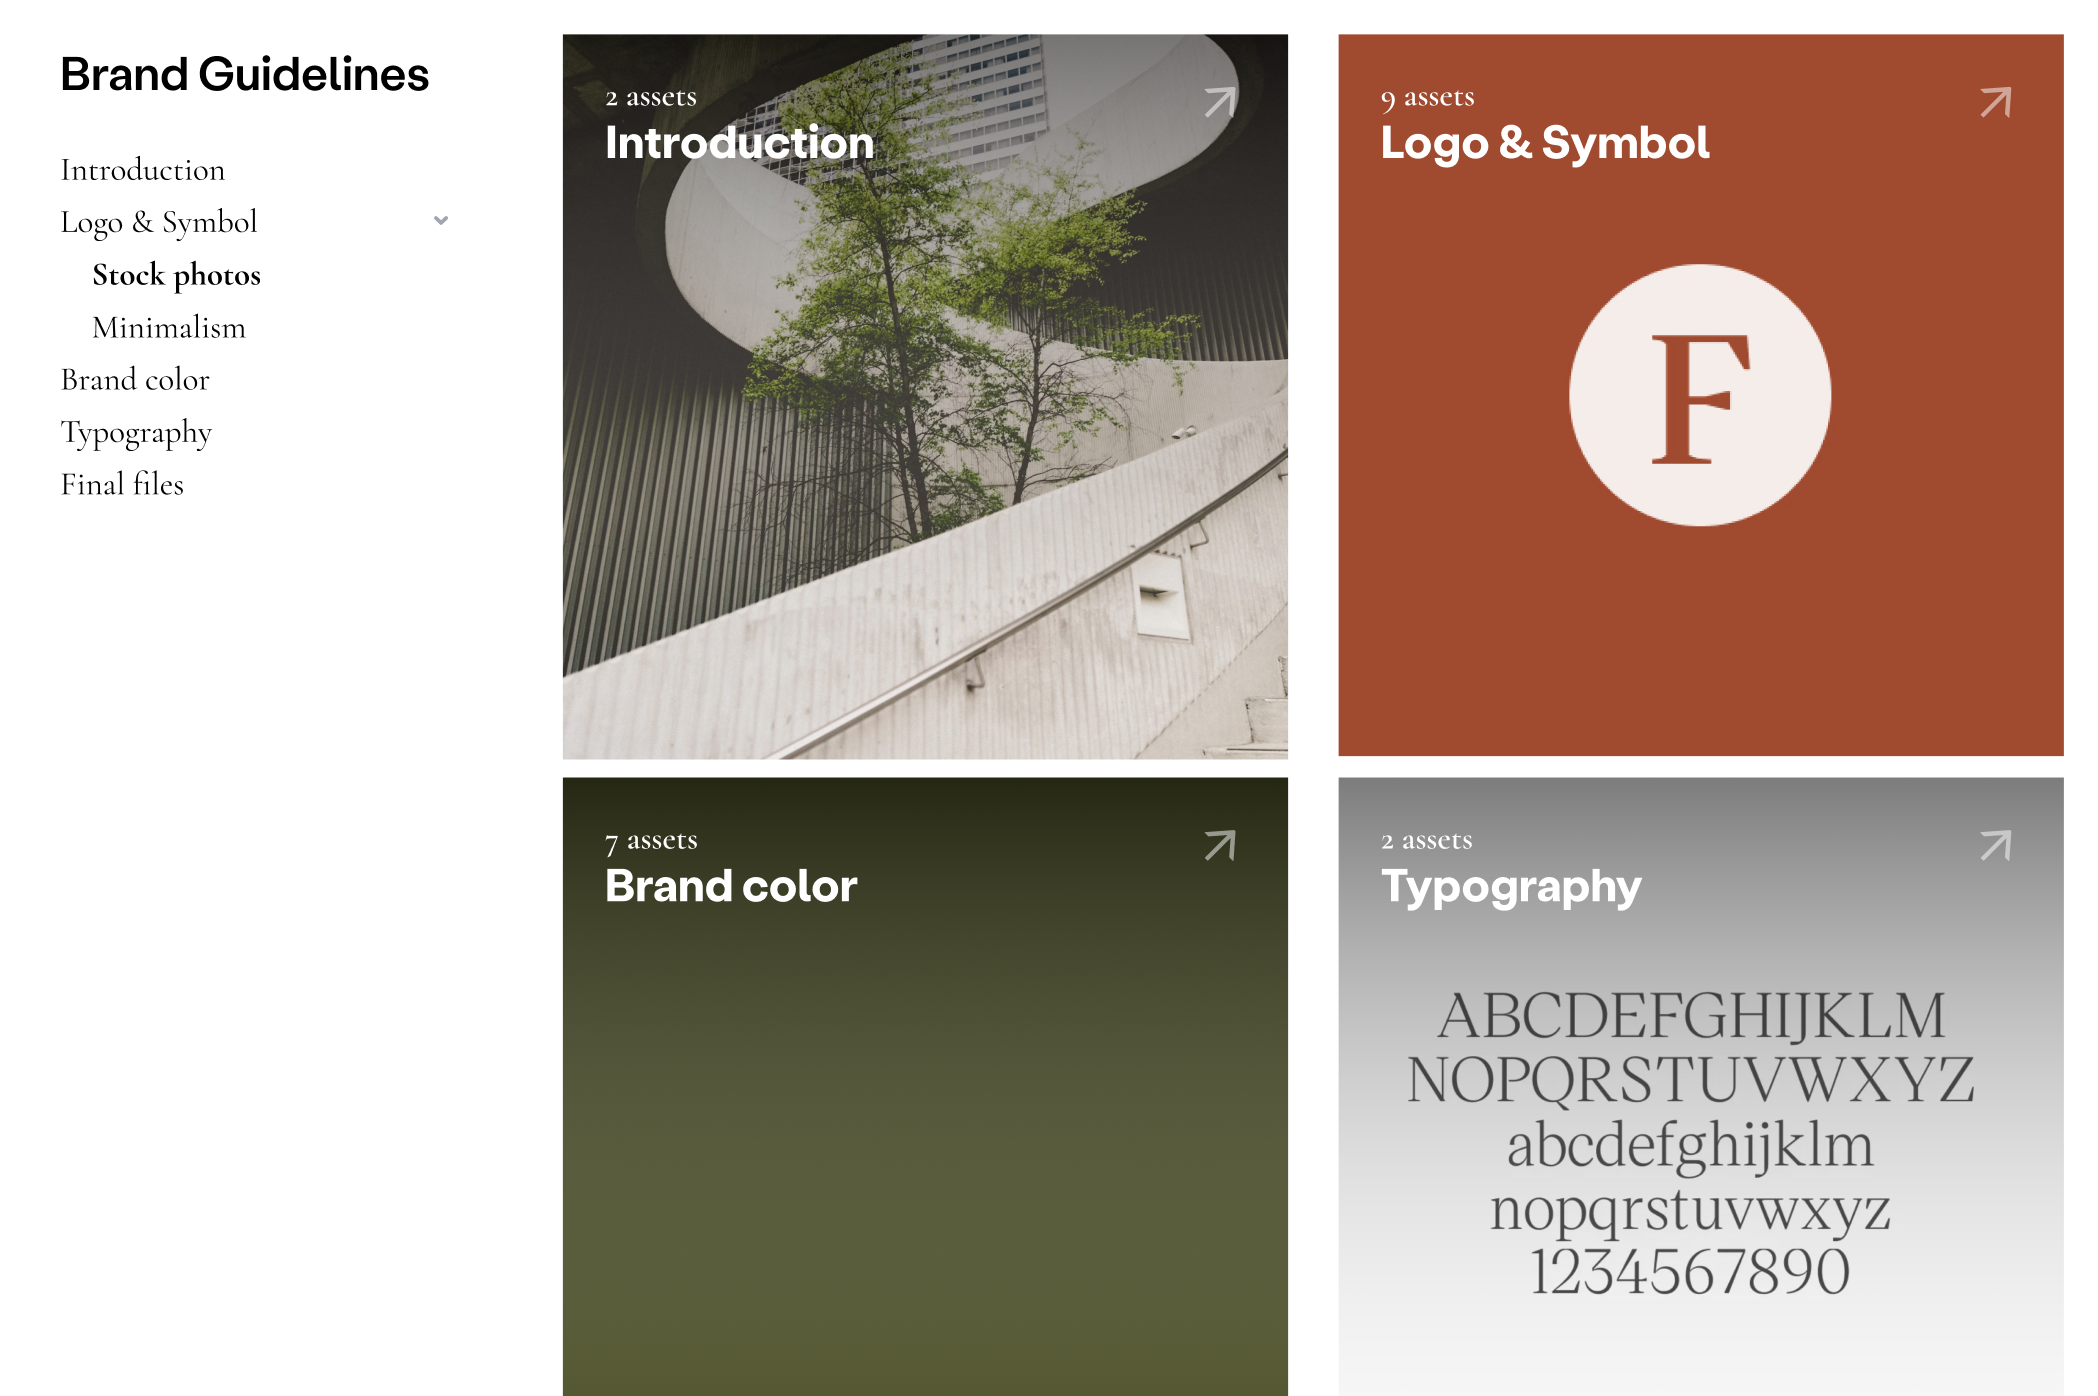 Brand Guidelines
Introduction
Logo & Symbol
Stock photos
Minimalism
Brand color
Typography
Final files
2 assets
Introduction
9 assets
Logo & Symbol
F
7 assets
Brand color
2 assets
Typography
ABCDEFGHIJKLM
NOPQRSTUVWXYZ
abcdefghijklm
nopqrstuvwxyz
1234567890